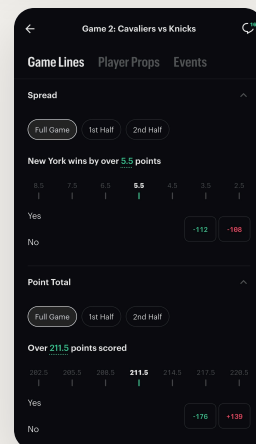 Game 2: Cavaliers vs Knicks
Game Lines Player Props Events
Spread
Full Game 1st Half 2nd Half
New York wins by over 5.5 points
8.5 7.5 6.5 5.5 4.5 3.5 2.5
Yes
-112 -108
No
Point Total
Full Game 1st Half 2nd Half
Over 211.5 points scored
202.5 205.5 208.5 211.5 214.5 217.5 220.5
Yes
-176 +139
No